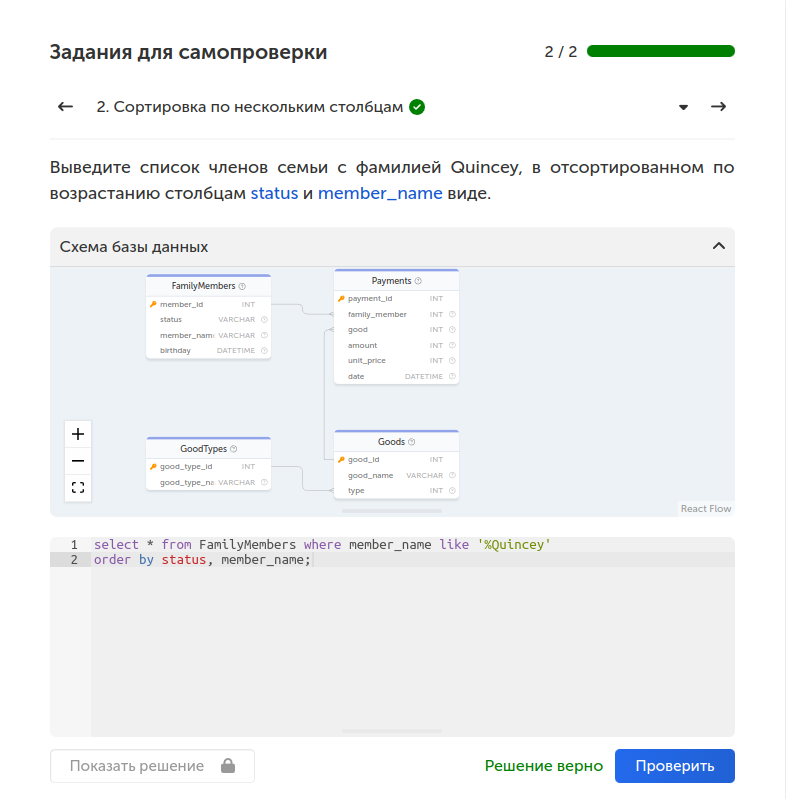 Задания для самопроверки
2 / 2
2. Сортировка по нескольким столбцам
Выведите список членов семьи с фамилией Quincey, в отсортированном по
возрастанию столбцам status и member_name виде.
Схема базы данных
FamilyMembers
member_id INT
status VARCHAR
member_nam VARCHAR
birthday DATETIME
Payments
payment_id INT
family_member INT
good INT
amount INT
unit_price INT
date DATETIME
GoodTypes
good_type_id INT
good_type_na VARCHAR
Goods
good_id INT
good_name VARCHAR
type INT
React Flow
1 select * from FamilyMembers where member_name like '%Quincey'
2 order by status, member_name;
Показать решение
Решение верно
Проверить